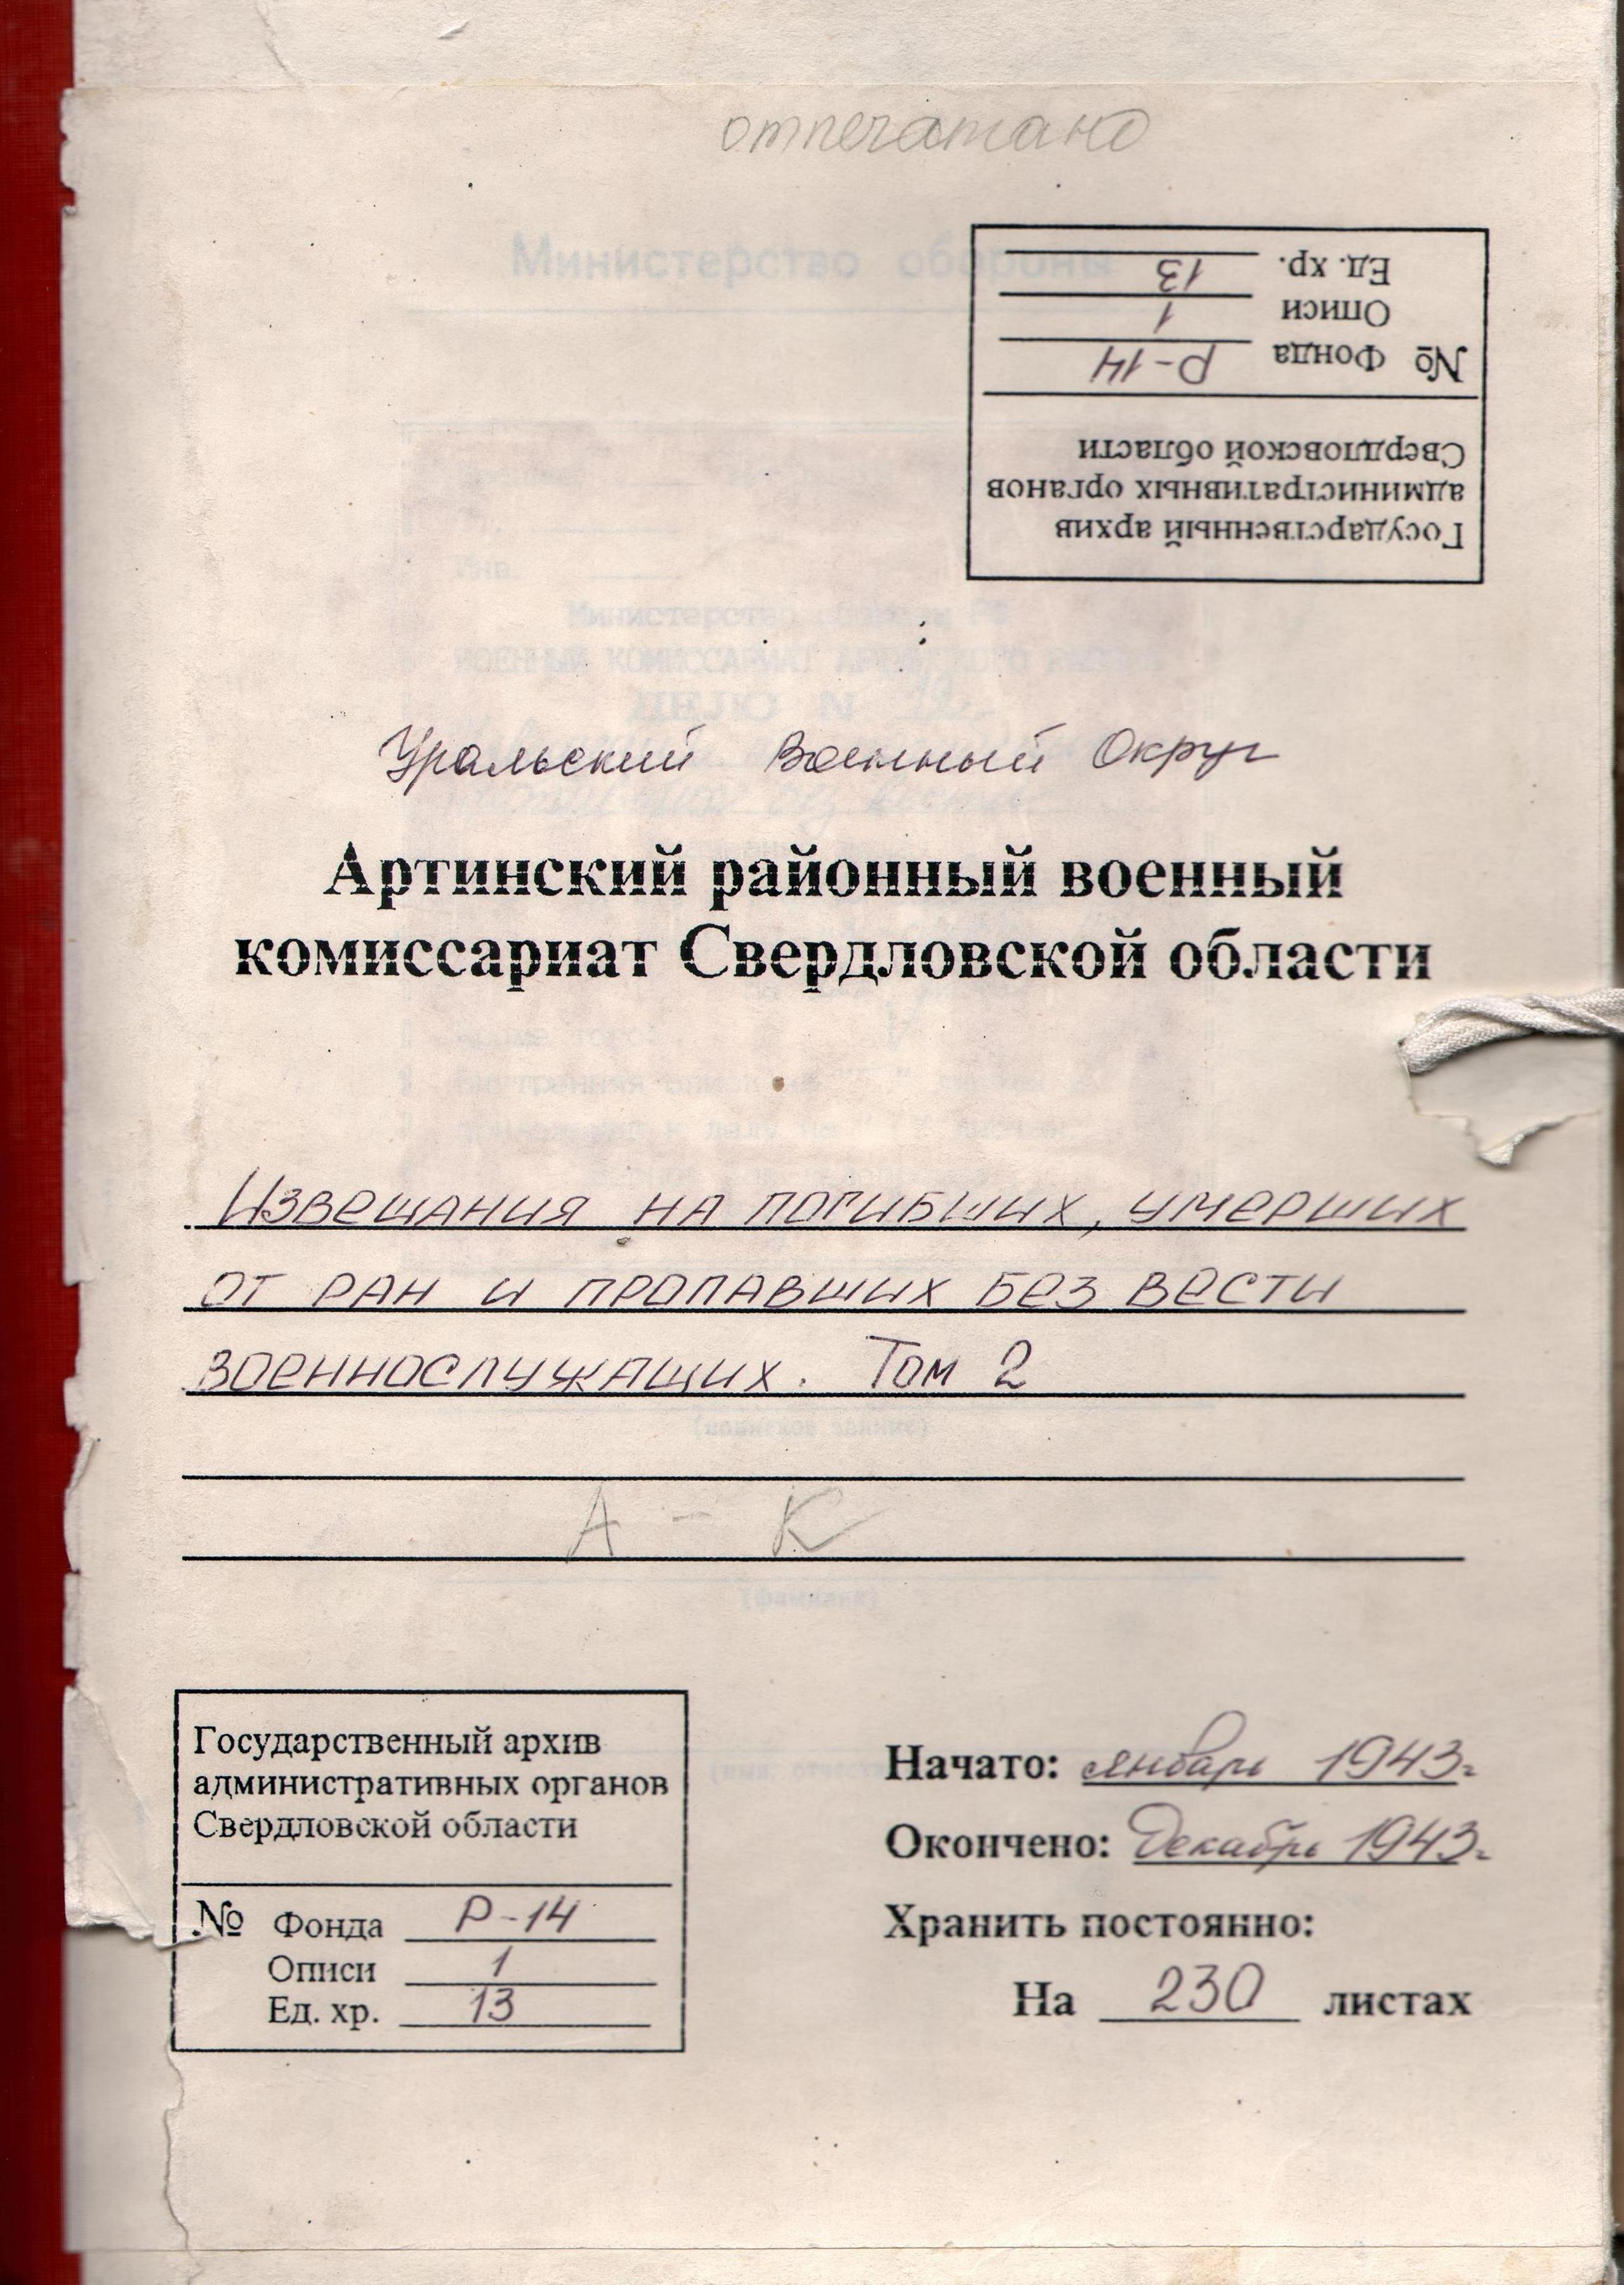 отпечатано
Государственный архив
административных органов
Свердловской области
№ Фонда Р-14
Описи 1
Ед. хр. 13
Министерство обороны
Уральский Военный Округ
Артинский районный военный
комиссариат Свердловской области
Извещания на погибших, умерших
от ран и пропавших без вести
военнослужащих. Том 2
А - К
Государственный архив
административных органов
Свердловской области
№ Фонда Р-14
Описи 1
Ед. хр. 13
Начато: январь 1943г
Окончено: Декабрь 1943г
Хранить постоянно:
На 230 листах